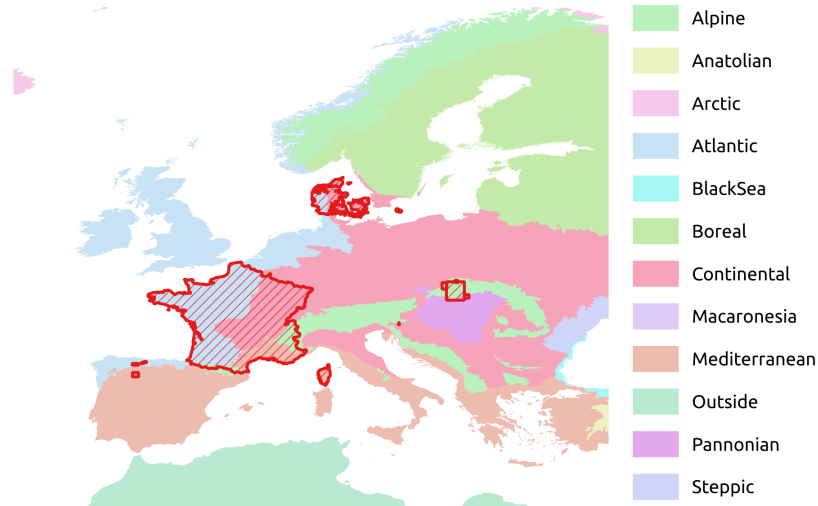 Alpine
Anatolian
Arctic
Atlantic
BlackSea
Boreal
Continental
Macaronesia
Mediterranean
Outside
Pannonian
Steppic